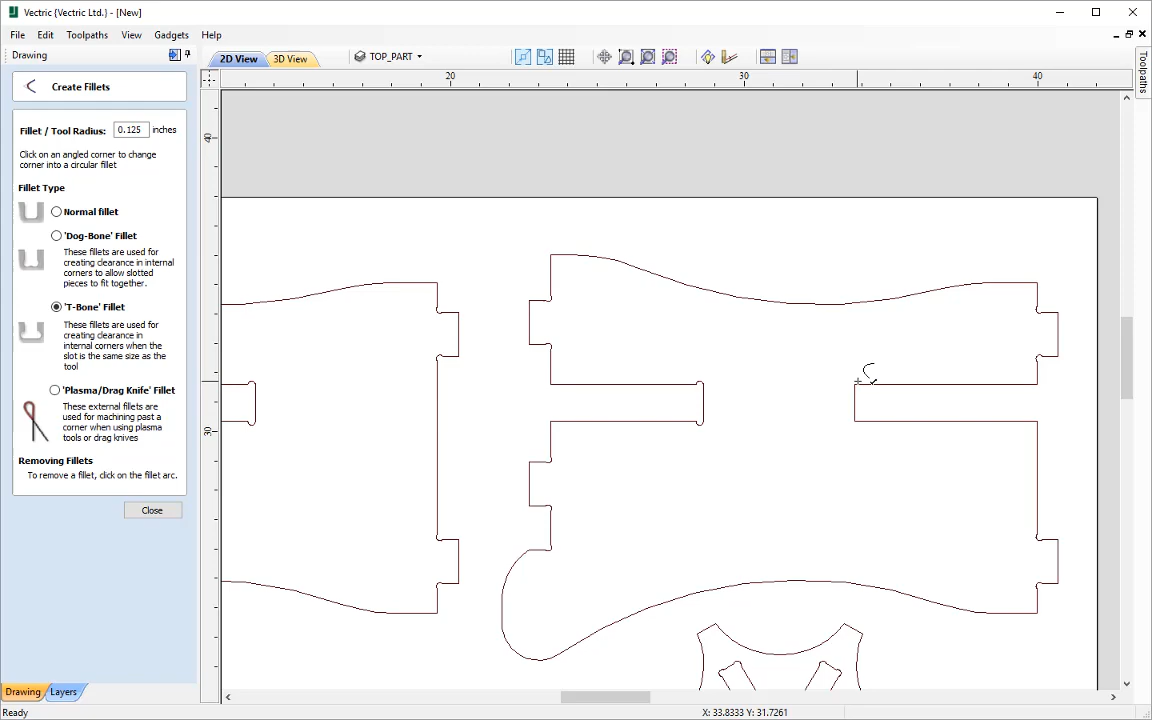 Vectric {Vectric Ltd.} - [New]
File Edit Toolpaths View Gadgets Help
Drawing
2D View 3D View TOP_PART
Toolpaths
20 30 40
Create Fillets
Fillet / Tool Radius: 0.125 inches
Click on an angled corner to change
corner into a circular fillet
Fillet Type
Normal fillet
'Dog-Bone' Fillet
These fillets are used for
creating clearance in internal
corners to allow slotted
pieces to fit together.
'T-Bone' Fillet
These fillets are used for
creating clearance in
internal corners when the
slot is the same size as the
tool
'Plasma/Drag Knife' Fillet
These external fillets are
used for machining past a
corner when using plasma
tools or drag knives
Removing Fillets
To remove a fillet, click on the fillet arc.
Close
40
30
Drawing Layers
Ready
X: 33.8333 Y: 31.7261